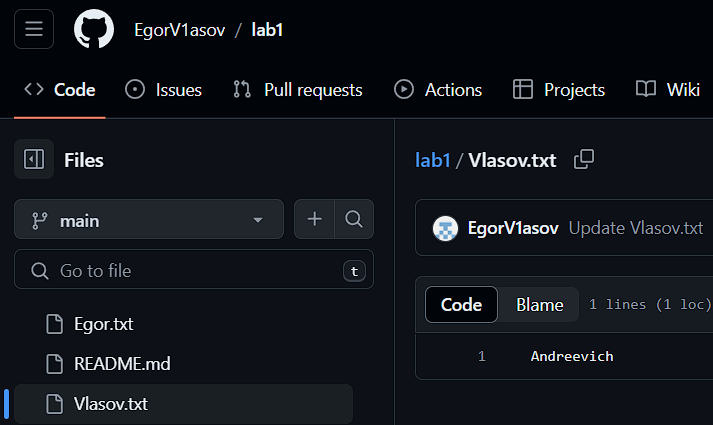 EgorV1asov / lab1
Code Issues Pull requests Actions Projects Wiki
Files
main
Go to file t
Egor.txt
README.md
Vlasov.txt
lab1 / Vlasov.txt
EgorV1asov Update Vlasov.txt
Code Blame 1 lines (1 loc)
1 Andreevich